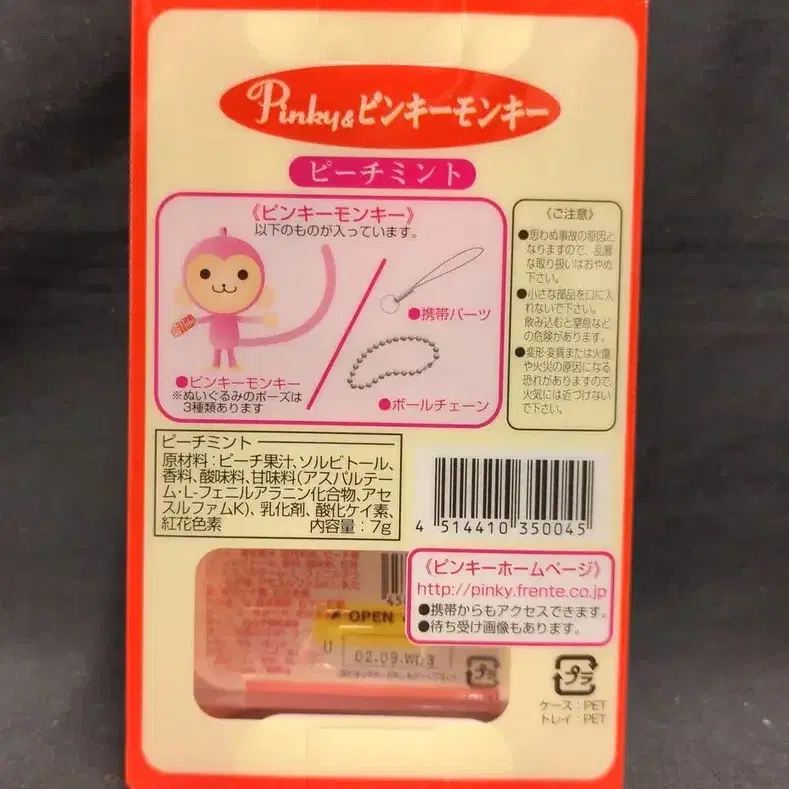 Pinky&ピンキーモンキー
ピーチミント
《ピンキーモンキー》
以下のものが入っています。
●携帯パーツ
●ピンキーモンキー
※ぬいぐるみのポーズは
3種類あります
●ボールチェーン
《ご注意》
●思わぬ事故の原因と
なりますので、乱暴
な取り扱いはおやめ
下さい。
●小さな部品を口に入
れないで下さい。
飲み込むと窒息など
の危険があります。
●変形・変質または火傷
や火災の原因になる
恐れがありますので、
火気には近づけない
で下さい。
ピーチミント
原材料:ピーチ果汁、ソルビトール、
香料、酸味料、甘味料(アスパルテー
ム・L-フェニルアラニン化合物、アセ
スルファムK)、乳化剤、酸化ケイ素、
紅花色素 内容量:7g
4 514410 350045
《ピンキーホームページ》
http://pinky.frente.co.jp
●携帯からもアクセスできます。
●待ち受け画像もあります。
OPEN
02.09.WD3
プラ
プラ
ケース:PET
トレイ:PET